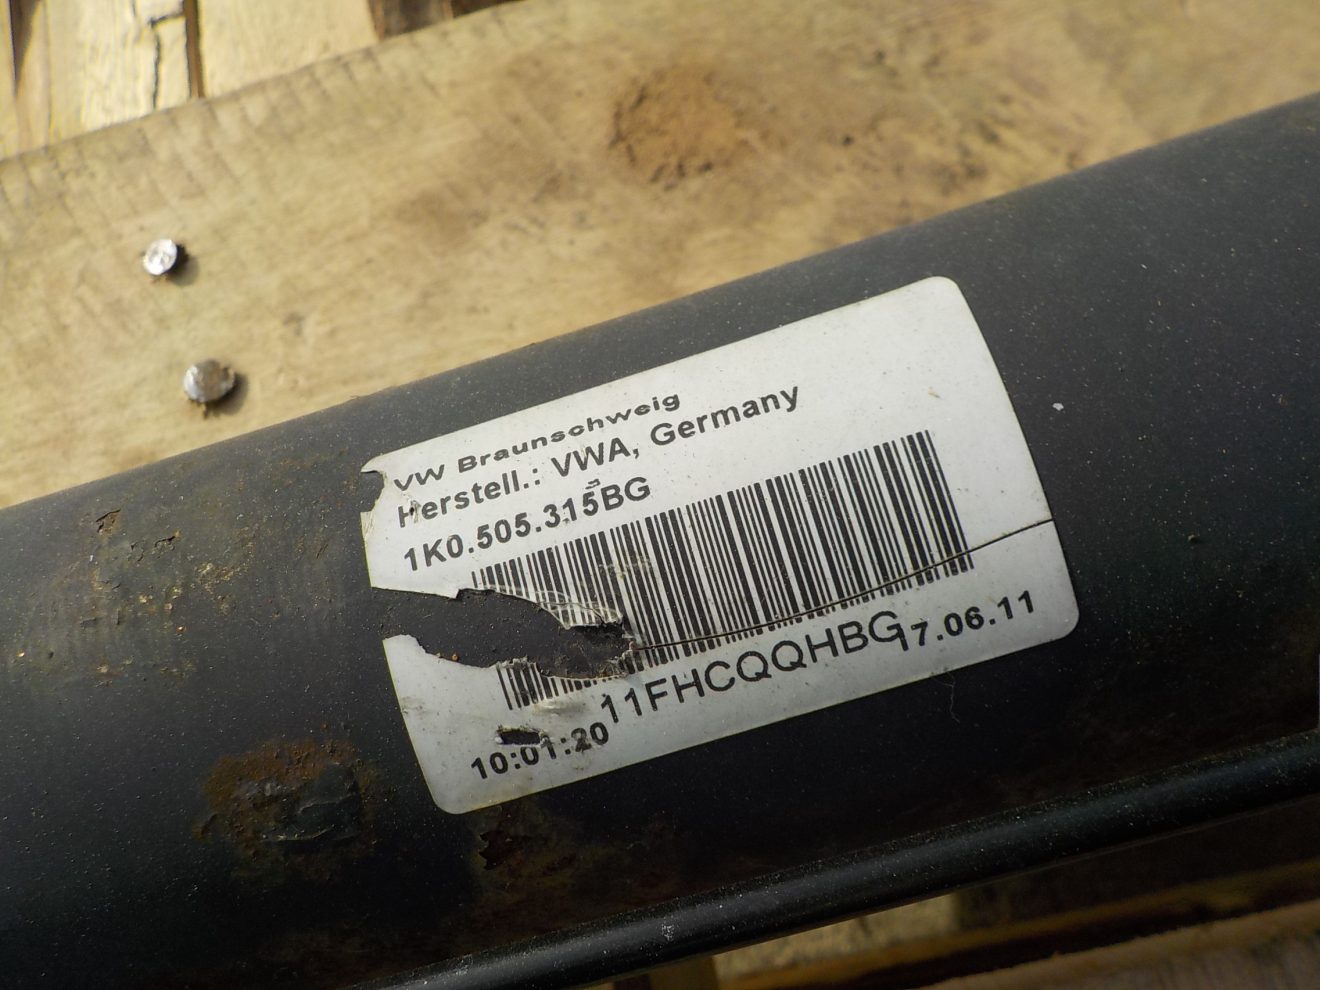 VW Braunschweig
Herstell.: VWA, Germany
1K0.505.315BG
11FHCQQHBG
10:01:20 17.06.11